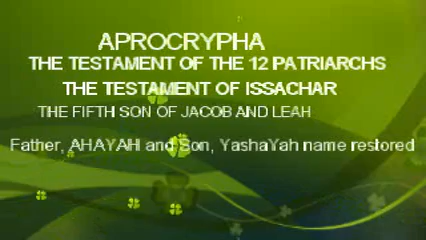 APROCRYPHA
THE TESTAMENT OF THE 12 PATRIARCHS
THE TESTAMENT OF ISSACHAR
THE FIFTH SON OF JACOB AND LEAH
Father, AHAYAH and Son, YashaYah name restored